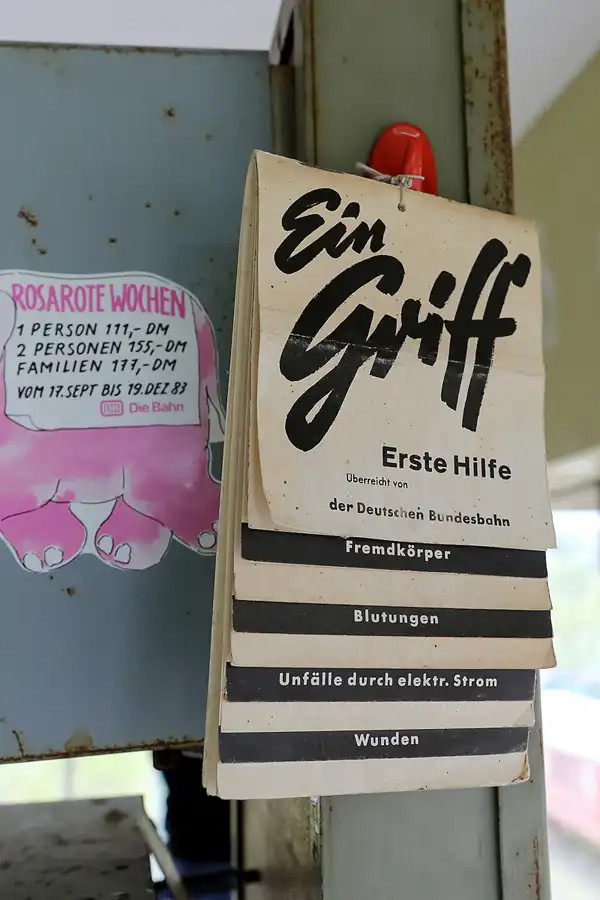 ROSAROTE WOCHEN
1 PERSON 111,- DM
2 PERSONEN 155,-DM
FAMILIEN 177,-DM
VOM 17.SEPT BIS 19.DEZ 83
DB Die Bahn
Ein
Griff
Erste Hilfe
Überreicht von
der Deutschen Bundesbahn
Fremdkörper
Blutungen
Unfälle durch elektr. Strom
Wunden